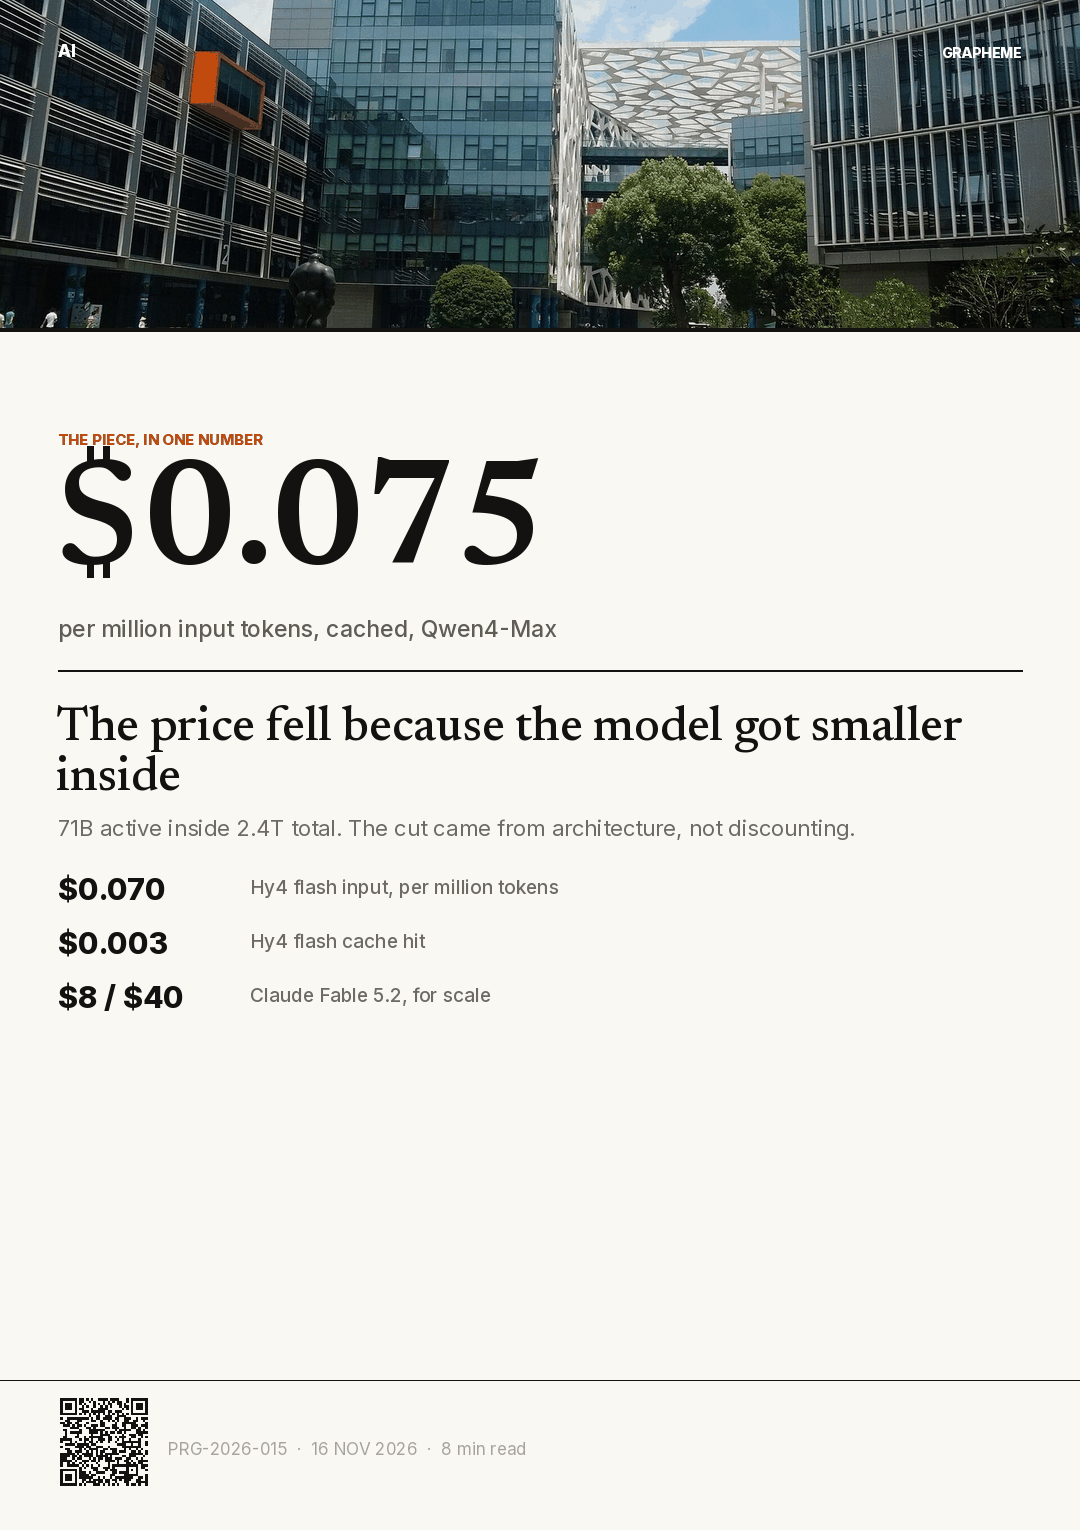 AI
GRAPHEME
THE PIECE, IN ONE NUMBER
$0.075
per million input tokens, cached, Qwen4-Max
The price fell because the model got smaller
inside
71B active inside 2.4T total. The cut came from architecture, not discounting.
$0.070 Hy4 flash input, per million tokens
$0.003 Hy4 flash cache hit
$8 / $40 Claude Fable 5.2, for scale
PRG-2026-015 · 16 NOV 2026 · 8 min read